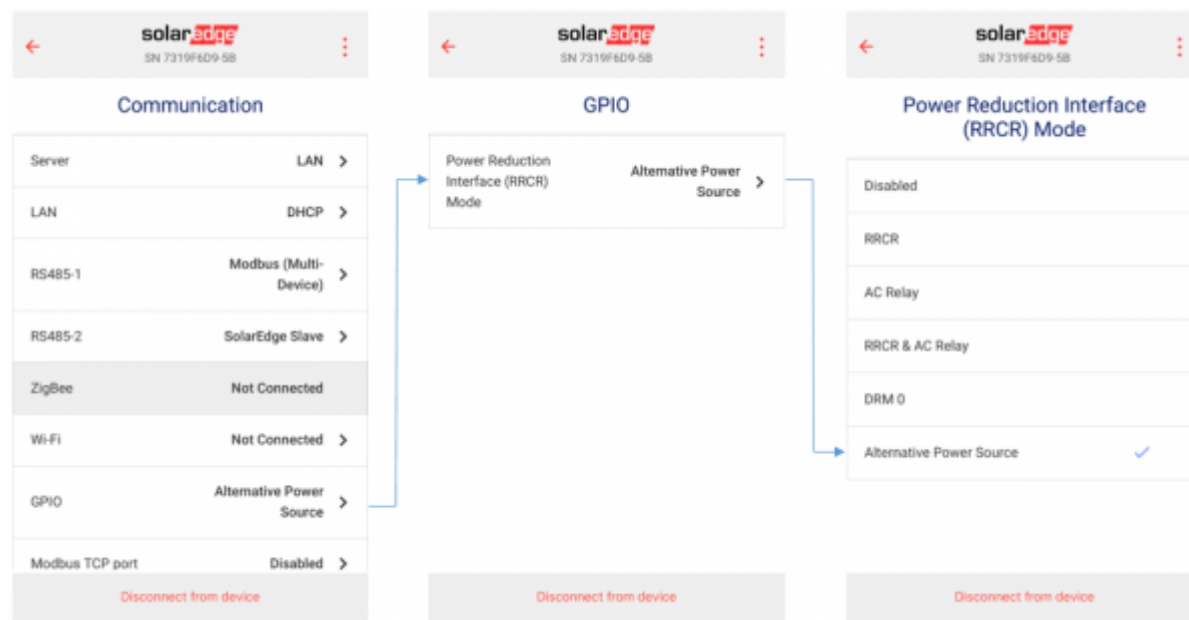 solaredge
SN 7319F6D9-5B
Communication
Server LAN
LAN DHCP
RS485-1 Modbus (Multi-
Device)
RS485-2 SolarEdge Slave
ZigBee Not Connected
Wi-Fi Not Connected
GPIO Alternative Power
Source
Modbus TCP port Disabled
Disconnect from device
solaredge
SN 7319F6D9-5B
GPIO
Power Reduction
Interface (RRCR)
Mode
Alternative Power
Source
Disconnect from device
solaredge
SN 7319F6D9-5B
Power Reduction Interface
(RRCR) Mode
Disabled
RRCR
AC Relay
RRCR & AC Relay
DRM 0
Alternative Power Source
Disconnect from device